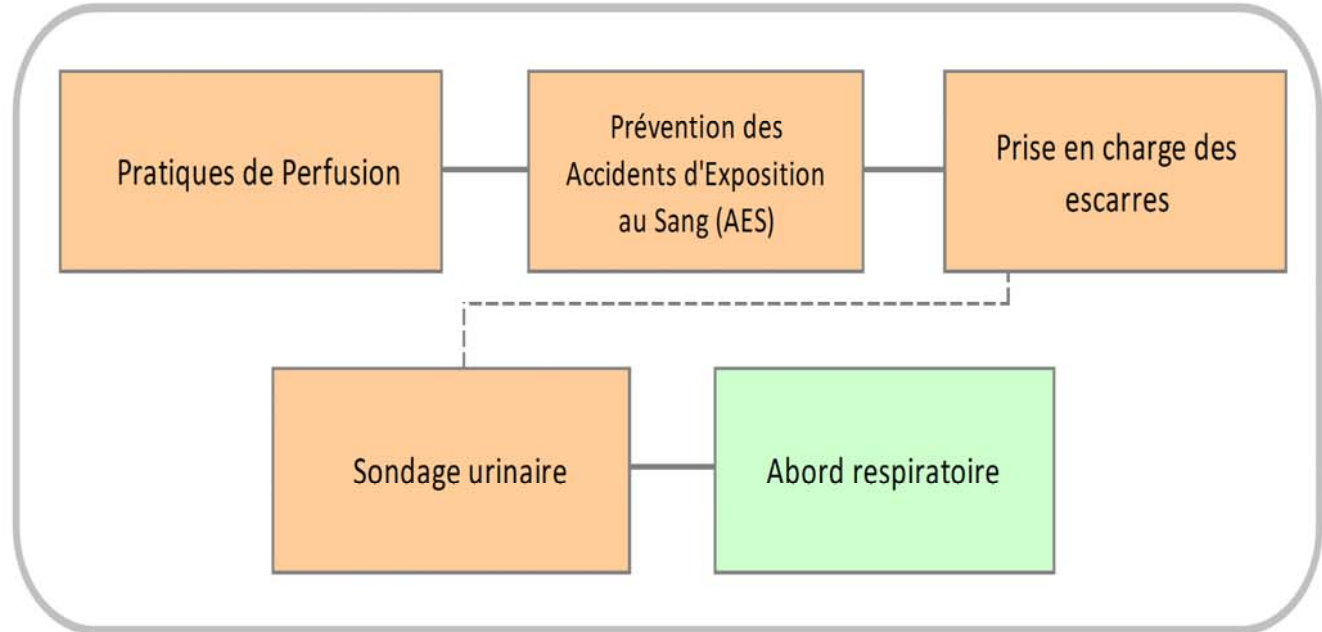 Pratiques de Perfusion
Prévention des
Accidents d'Exposition
au Sang (AES)
Prise en charge des
escarres
Sondage urinaire
Abord respiratoire